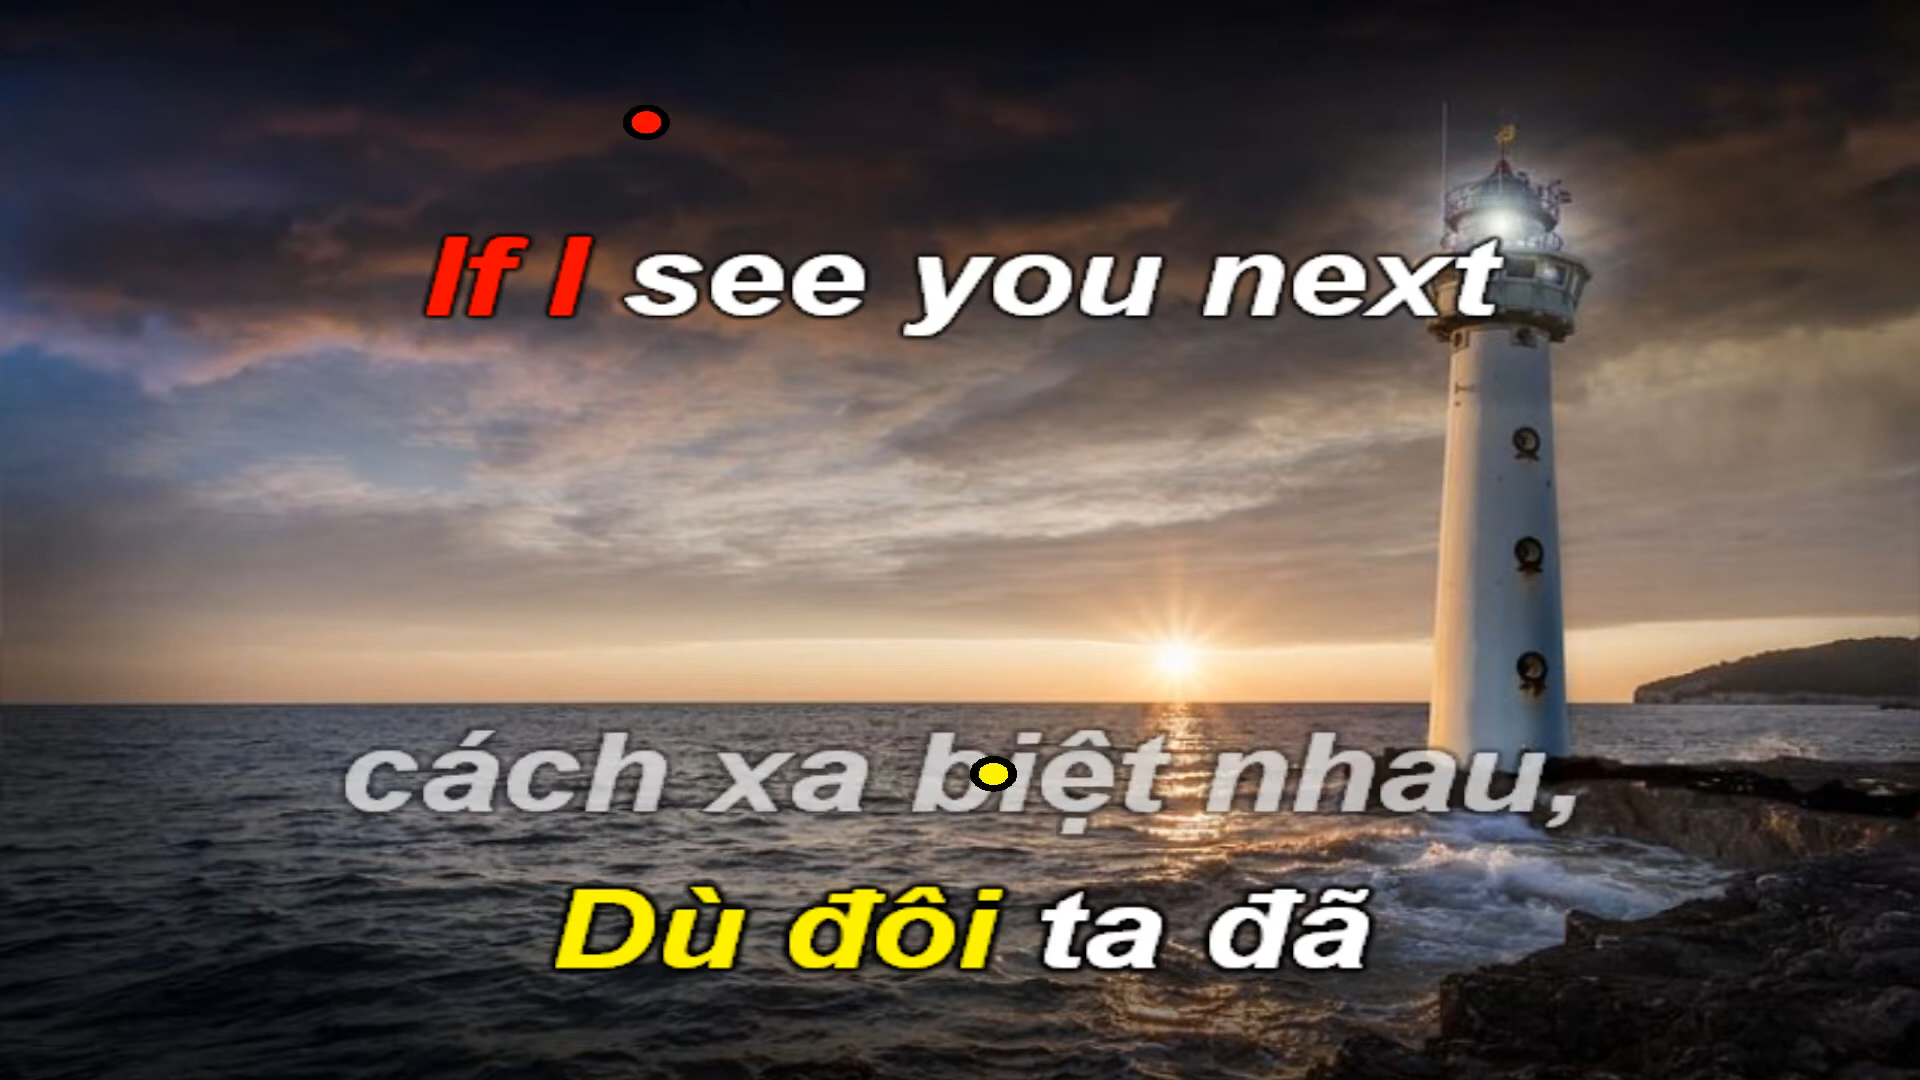 If I see you next
cách xa biệt nhau,
Dù đôi ta đã